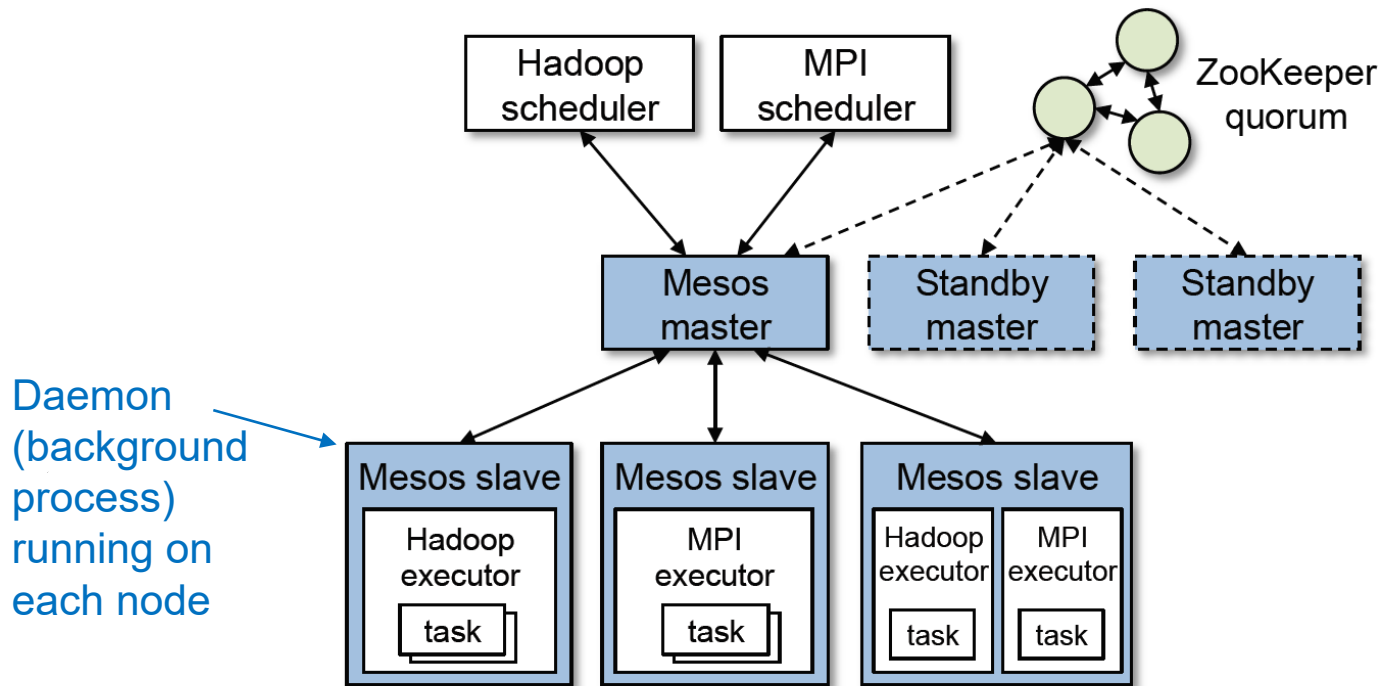 Hadoop
scheduler
MPI
scheduler
ZooKeeper
quorum
Mesos
master
Standby
master
Standby
master
Daemon
(background
process)
running on
each node
Mesos slave
Hadoop
executor
task
Mesos slave
MPI
executor
task
Mesos slave
Hadoop
executor
task
MPI
executor
task